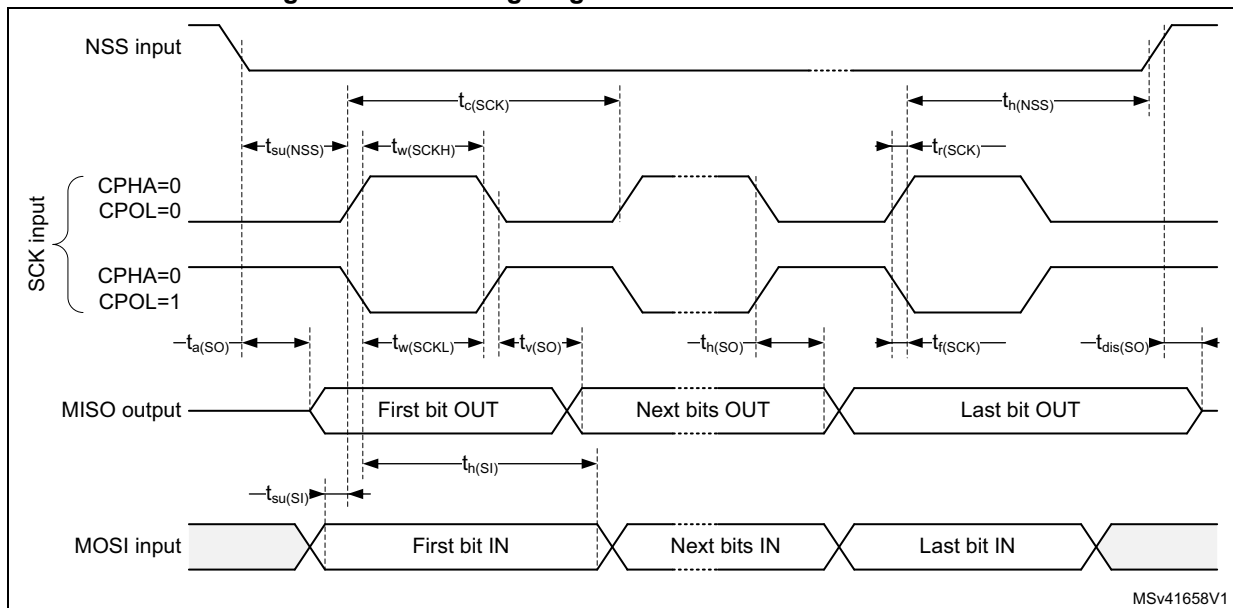 NSS input
tc(SCK)
th(NSS)
tsu(NSS)
tw(SCKH)
tr(SCK)
SCK input
CPHA=0
CPOL=0
CPHA=0
CPOL=1
ta(SO)
tw(SCKL)
tv(SO)
th(SO)
tf(SCK)
tdis(SO)
MISO output
First bit OUT
Next bits OUT
Last bit OUT
th(SI)
tsu(SI)
MOSI input
First bit IN
Next bits IN
Last bit IN
MSv41658V1